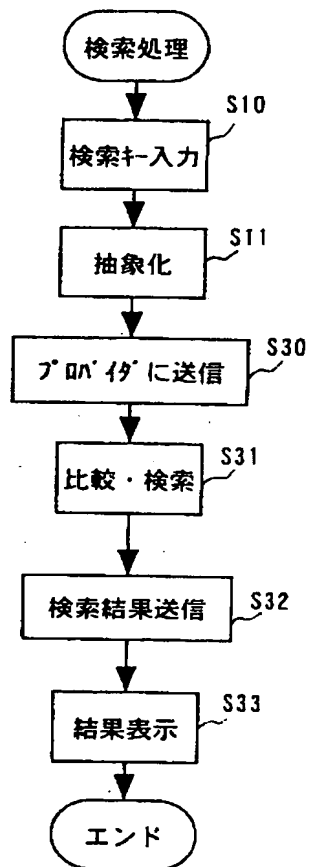 検索処理
S10
検索キー入力
S11
抽象化
S30
プロバイダに送信
S31
比較・検索
S32
検索結果送信
S33
結果表示
エンド